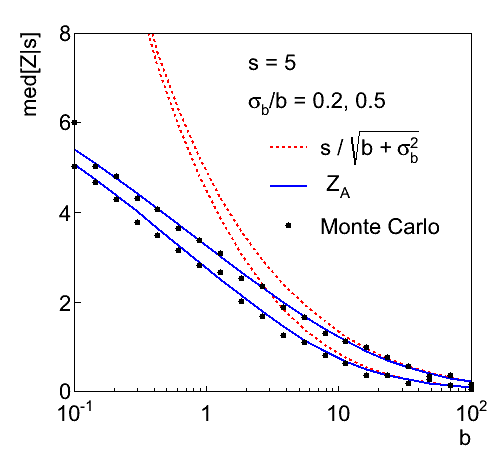 med[Z|s]
8
6
4
2
0
s = 5
σb/b = 0.2, 0.5
s / √b + σb²
ZA
Monte Carlo
10⁻¹
1
10
10²
b